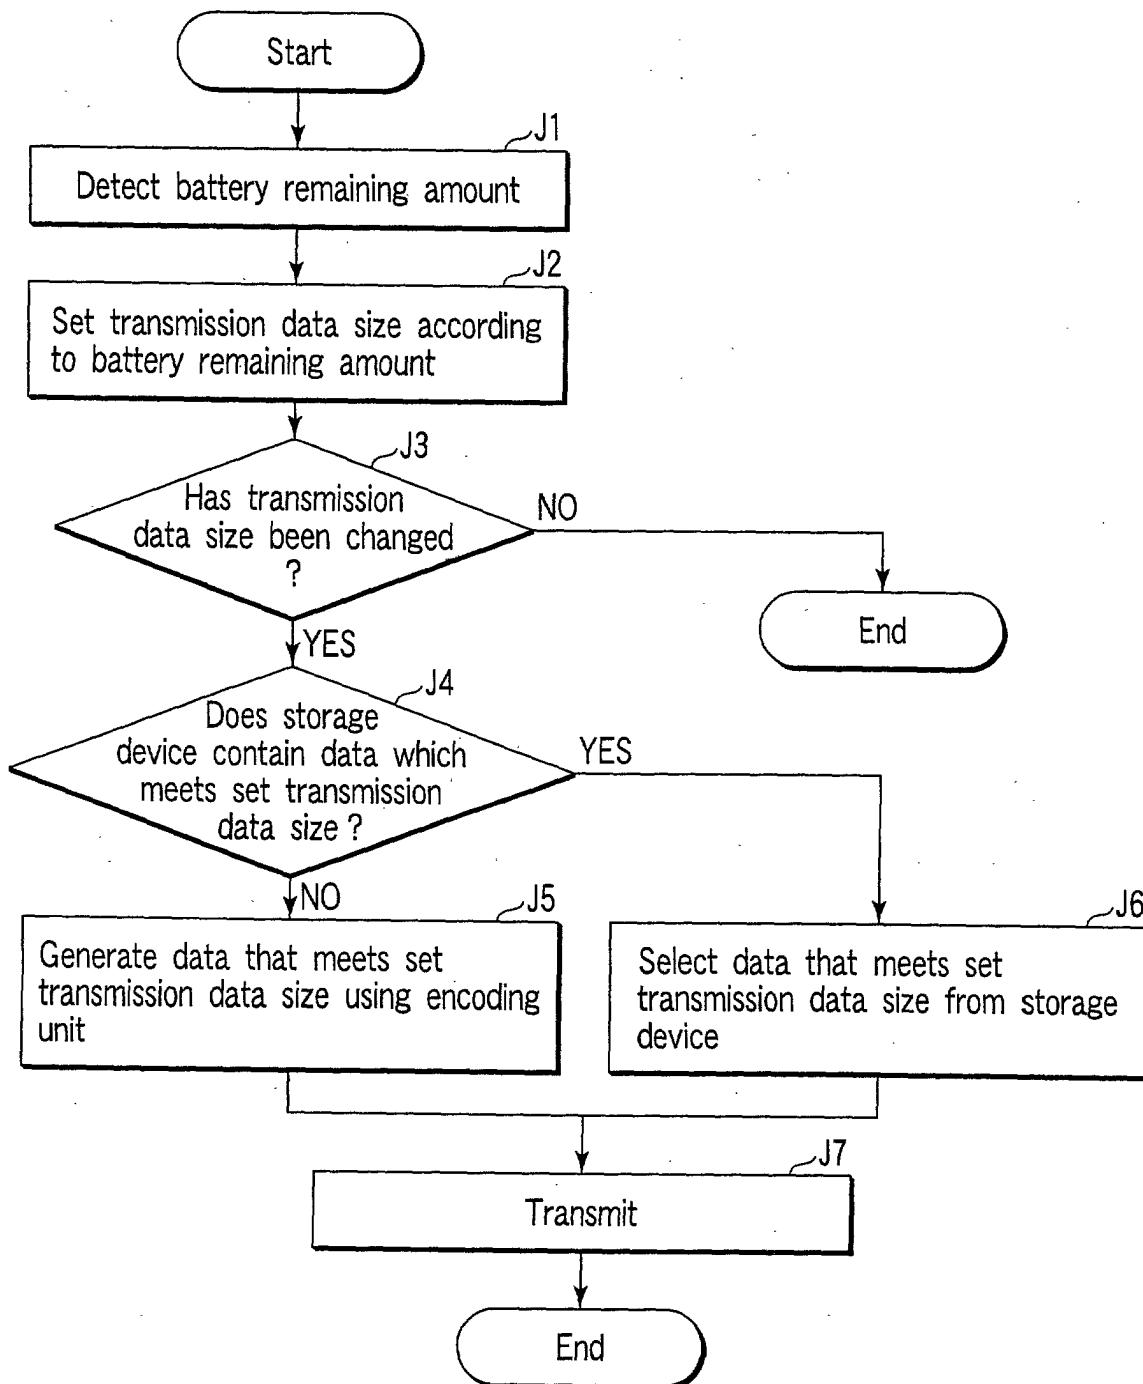 Start
J1
Detect battery remaining amount
J2
Set transmission data size according
to battery remaining amount
J3
Has transmission
data size been changed
?
NO
End
YES
J4
Does storage
device contain data which
meets set transmission
data size ?
YES
NO
J5
Generate data that meets set
transmission data size using encoding
unit
J6
Select data that meets set
transmission data size from storage
device
J7
Transmit
End